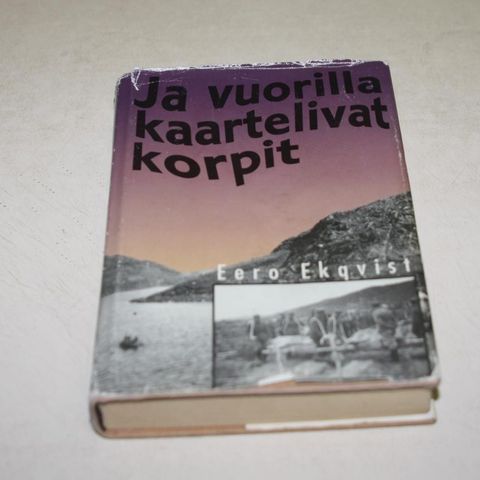 Ja vuorilla
kaartelivat
korpit
Eero Ekqvist